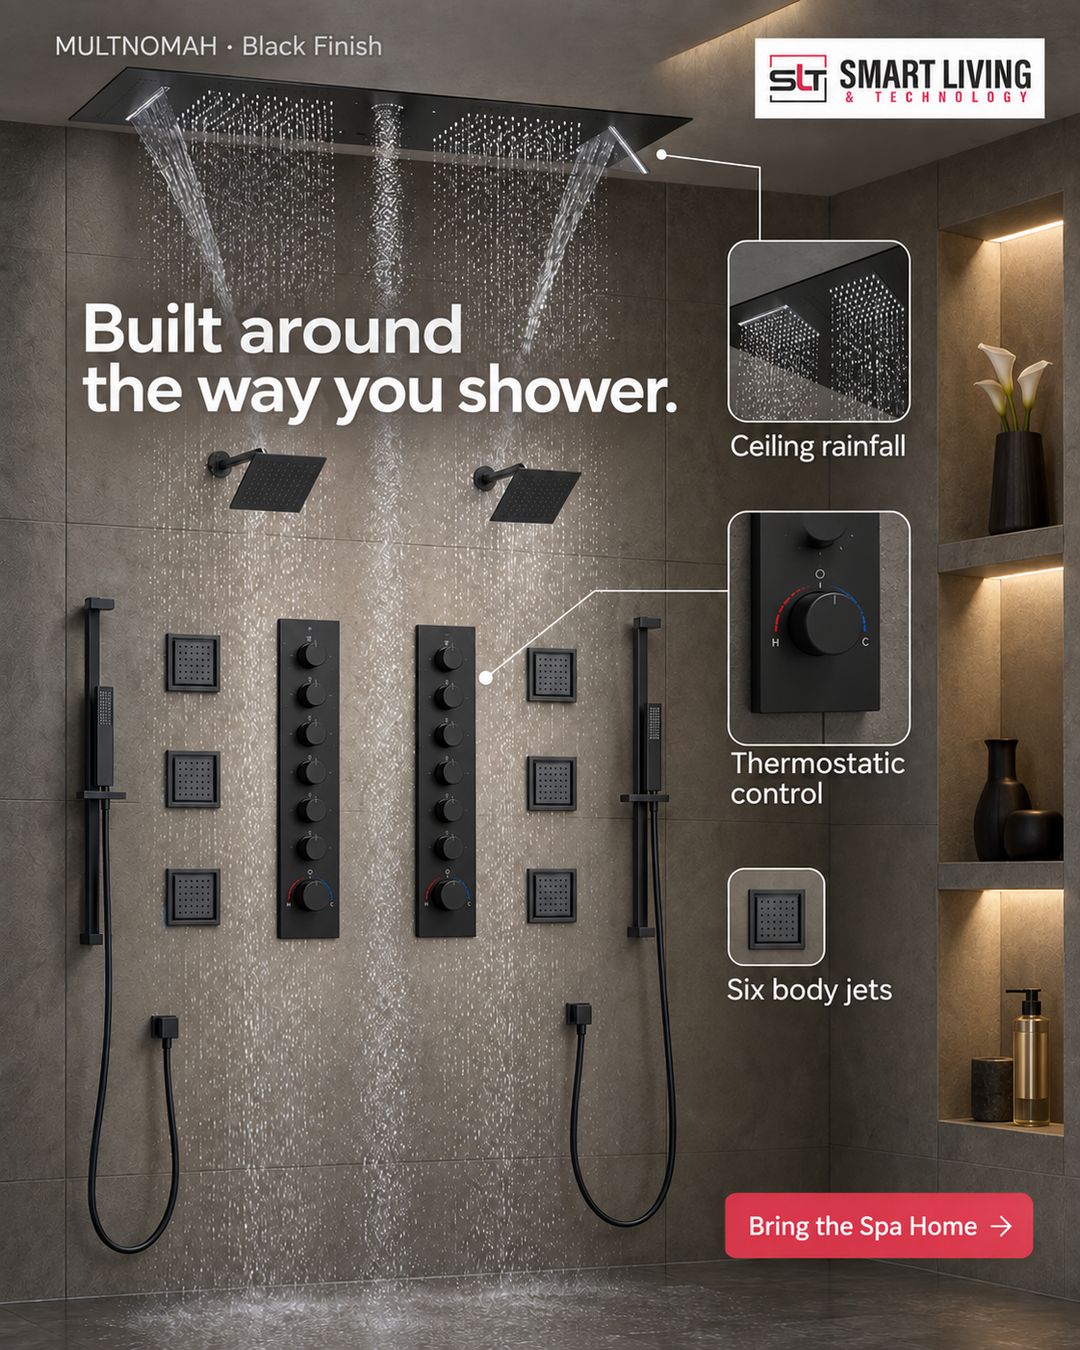 MULTNOMAH • Black Finish
SLT SMART LIVING
& TECHNOLOGY
Built around
the way you shower.
Ceiling rainfall
H C
Thermostatic
control
H C
H C
Six body jets
Bring the Spa Home →